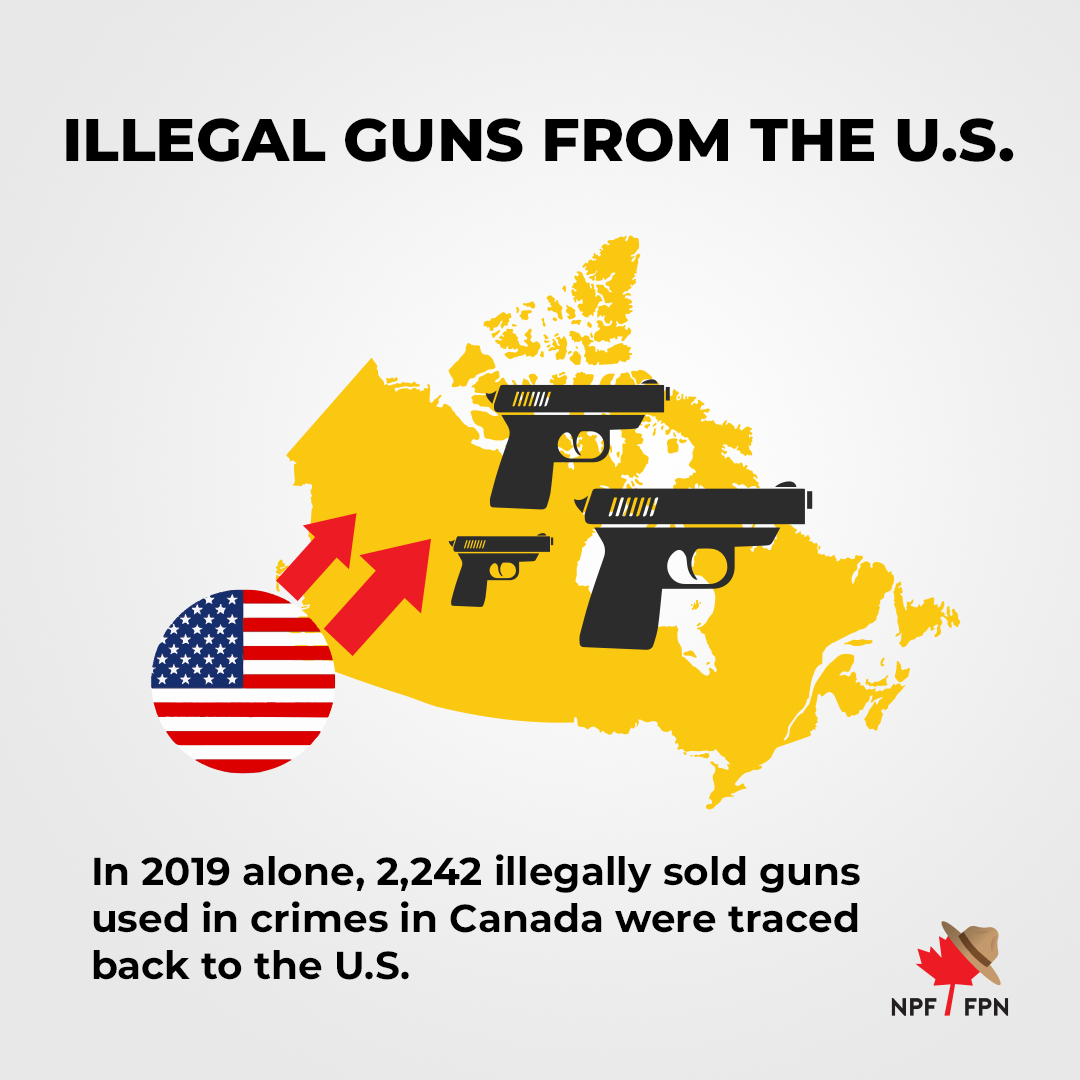 ILLEGAL GUNS FROM THE U.S.
In 2019 alone, 2,242 illegally sold guns
used in crimes in Canada were traced
back to the U.S.
NPF FPN